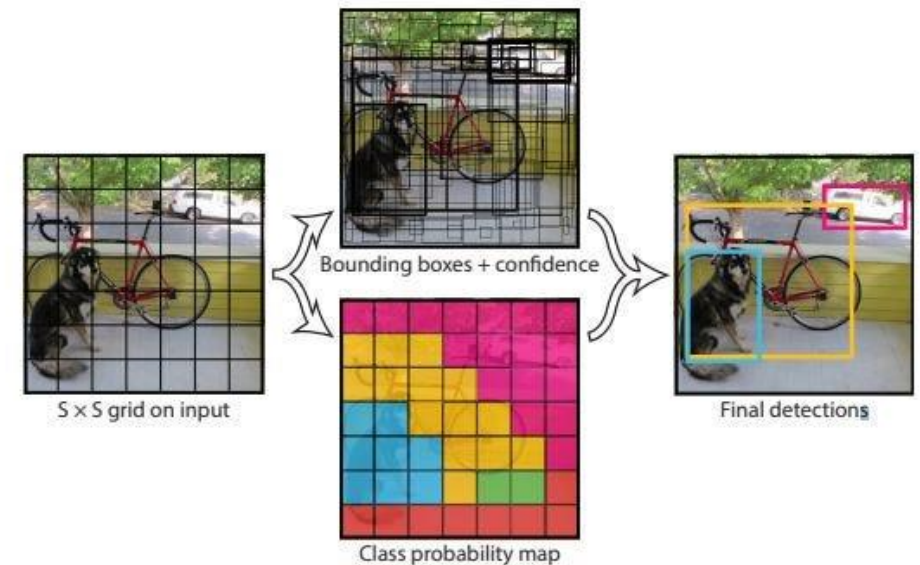 Bounding boxes + confidence
S × S grid on input
Final detections
Class probability map